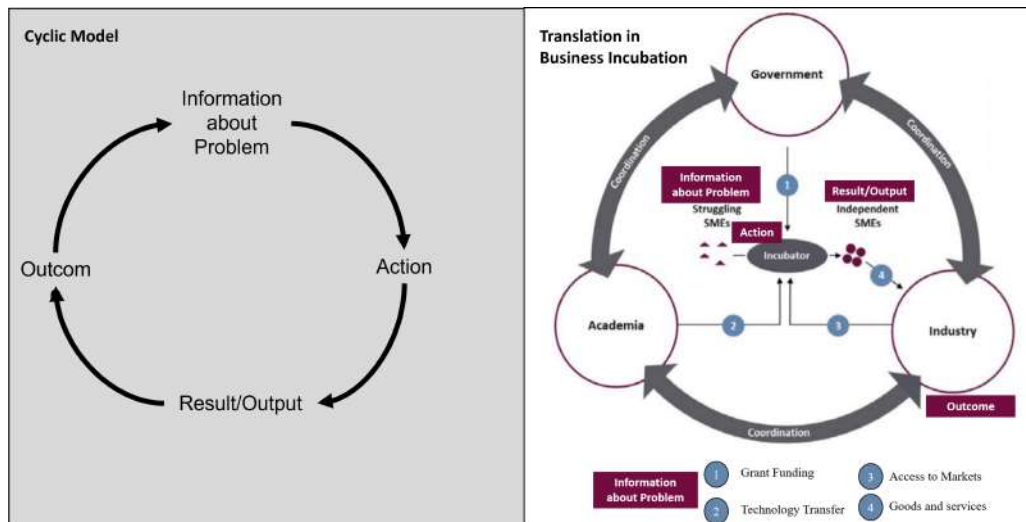 Cyclic Model
Information
about
Problem
Outcom
Action
Result/Output
Translation in
Business Incubation
Government
Coordination
Coordination
Information
about Problem
Struggling
SMEs
1
Result/Output
Independent
SMEs
Action
Incubator
4
Academia
2
3
Industry
Outcome
Coordination
Information
about Problem
1 Grant Funding
2 Technology Transfer
3 Access to Markets
4 Goods and services